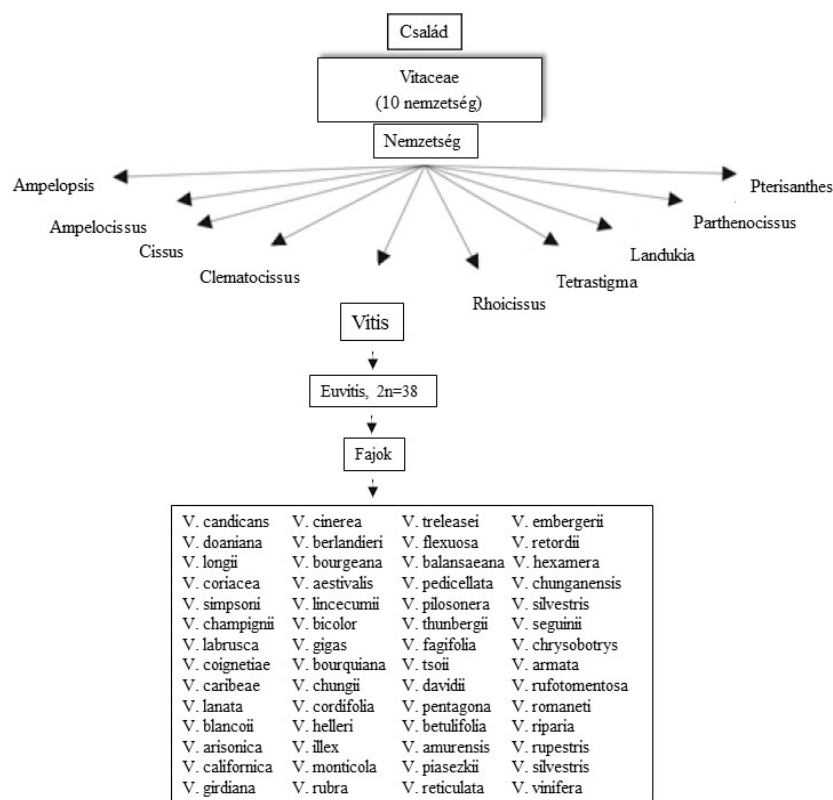 Család
Vitaceae
(10 nemzetség)
Nemzetség
Ampelopsis
Pterisanthes
Ampelocissus
Parthenocissus
Cissus
Landukia
Clematocissus
Tetrastigma
Rhoicissus
Vitis
Euvitis, 2n=38
Fajok
V. candicans V. cinerea V. treleasei V. embergerii
V. doaniana V. berlandieri V. flexuosa V. retordii
V. longii V. bourgeana V. balansaeana V. hexamera
V. coriacea V. aestivalis V. pedicellata V. chunganensis
V. simpsoni V. lincecumii V. pilosonera V. silvestris
V. champignii V. bicolor V. thunbergii V. seguinii
V. labrusca V. gigas V. fagifolia V. chrysobotrys
V. coignetiae V. bourquiana V. tsoii V. armata
V. caribeae V. chungii V. davidii V. rufotomentosa
V. lanata V. cordifolia V. pentagona V. romaneti
V. blancoii V. helleri V. betulifolia V. riparia
V. arisonica V. illex V. amurensis V. rupestris
V. californica V. monticola V. piasezkii V. silvestris
V. girdiana V. rubra V. reticulata V. vinifera